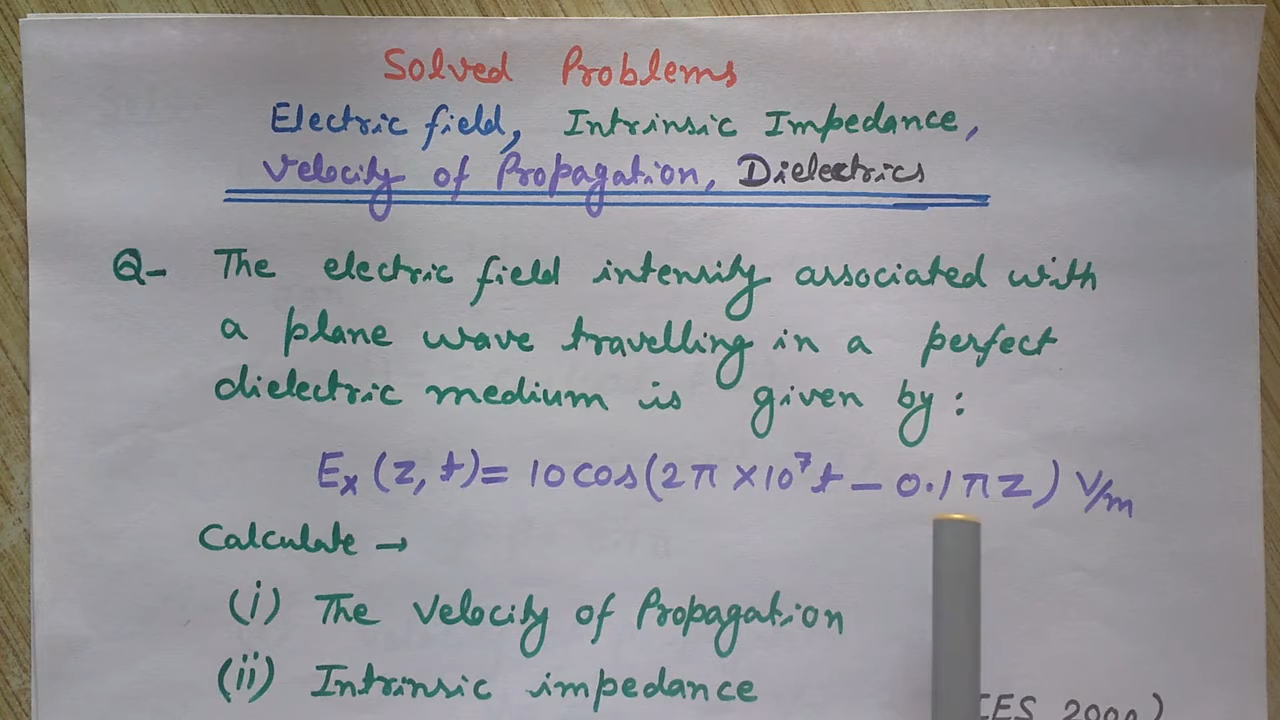 Solved Problems
Electric field, Intrinsic Impedance,
Velocity of Propagation, Dielectrics
Q- The electric field intensity associated with
a plane wave travelling in a perfect
dielectric medium is given by:
Eₓ(z, t) = 10 cos(2π × 10⁷t - 0.1πz) V/m
Calculate →
(i) The Velocity of Propagation
(ii) Intrinsic impedance